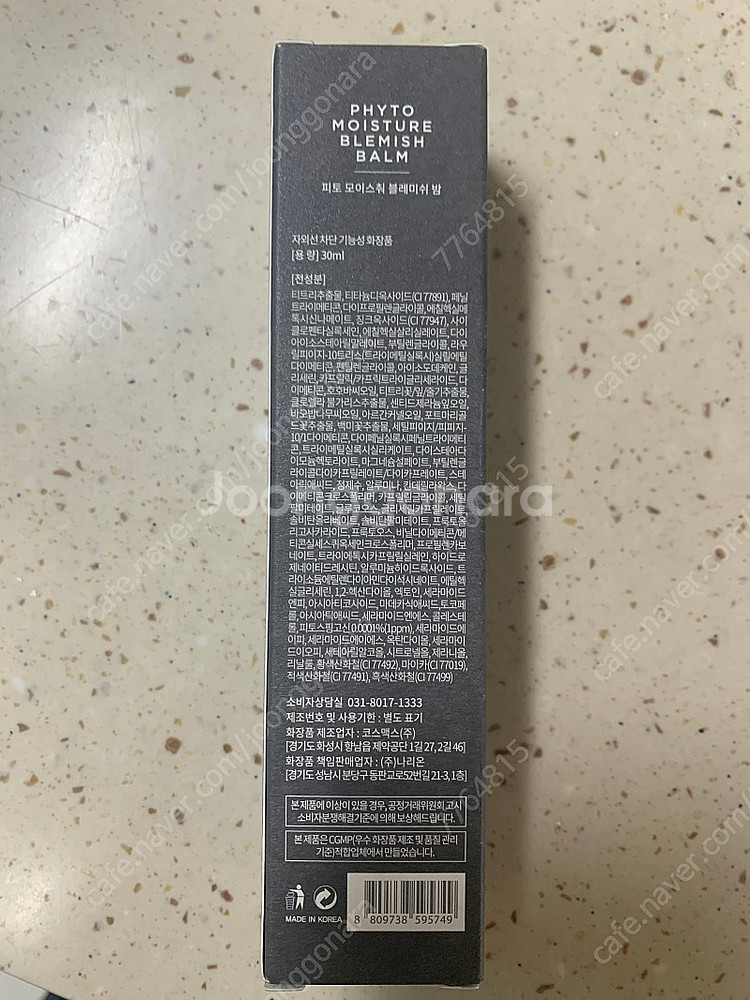 PHYTO
MOISTURE
BLEMISH
BALM
피토 모이스춰 블레미쉬 밤
자외선 차단 기능성 화장품
[용 량] 30ml
[전성분]
티트리추출물, 티타늄디옥사이드(CI 77891), 페닐
트라이메티콘, 다이프로필렌글라이콜, 에칠헥실메
톡시신나메이트, 징크옥사이드(CI 77947), 사이
클로펜타실록세인, 에칠헥실살리실레이트, 다이
아이소스테아릴말레이트, 부틸렌글라이콜, 라우
릴피이지-10트리스(트라이메틸실록시)실릴에틸
다이메티콘, 펜틸렌글라이콜, 아이소도데케인, 글
리세린, 카프릴릭/카프릭트라이글리세라이드, 다
이메티콘, 호호바씨오일, 티트리꽃/잎/줄기추출물,
클로렐라 불가리스추출물, 센티드제라늄잎오일,
바오밥나무씨오일, 아르간커넬오일, 포트마리골
드꽃추출물, 백미꽃추출물, 세틸피이지/피피지-
10/1다이메티콘, 다이페닐실록시페닐트라이메티
콘, 트라이메틸실록시실리케이트, 다이스테아다
이모늄헥토라이트, 마그네슘설페이트, 부틸렌글
라이콜다이카프릴레이트/다이카프레이트, 스테
아릭애씨드, 정제수, 알루미나, 칸데릴라왁스, 다
이메티콘크로스폴리머, 카프릴릴글라이콜, 세틸
팔미테이트, 글루코오스, 글리세릴카프릴레이트,
솔비탄올리베이트, 솔비탄팔미테이트, 프룩토올
리고사카라이드, 프룩토오스, 비닐다이메티콘/메
티콘실세스퀴옥세인크로스폴리머, 프로필렌카보
네이트, 트라이에톡시카프릴릴실레인, 하이드로
제네이티드레시틴, 알루미늄하이드록사이드, 트
라이소듐에틸렌다이아민다이석시네이트, 에틸헥
실글리세린, 1,2-헥산다이올, 엑토인, 세라마이드
엔피, 아시아티코사이드, 마데카식애씨드, 토코페
롤, 아시아틱애씨드, 세라마이드엔에스, 콜레스테
롤, 피토스핑고신 0.0001%(1ppm), 세라마이드에
이피, 세라마이드에이에스, 옥탄다이올, 세라마이
드이오피, 세테아릴알코올, 시트로넬올, 제라니올,
리날룰, 황색산화철(CI 77492), 마이카(CI 77019),
적색산화철(CI 77491), 흑색산화철(CI 77499)
소비자상담실 031-8017-1333
제조번호 및 사용기한 : 별도 표기
화장품 제조업자 : 코스맥스(주)
[경기도 화성시 향남읍 제약공단 1길 27, 2길 46]
화장품 책임판매업자 : (주)나리온
[경기도 성남시 분당구 동판교로52번길 21-3, 1층]
본 제품에 이상이 있을 경우, 공정거래위원회 고시
소비자분쟁해결기준에 의해 보상해드립니다.
본 제품은 CGMP(우수 화장품 제조 및 품질 관리
기준)적합업체에서 만들었습니다.
MADE IN KOREA
8 809738 595749
Joonggonara
cafe.naver.com/joonggonara
7764815